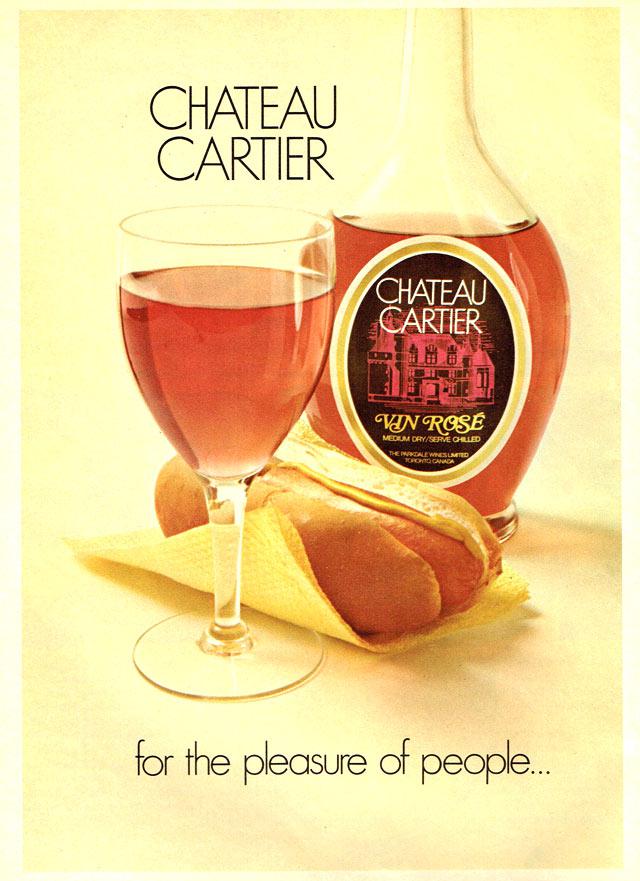 CHATEAU
CARTIER
CHATEAU
CARTIER
VIN ROSÉ
MEDIUM DRY/SERVE CHILLED
THE PARKDALE WINES LIMITED
TORONTO, CANADA
for the pleasure of people...